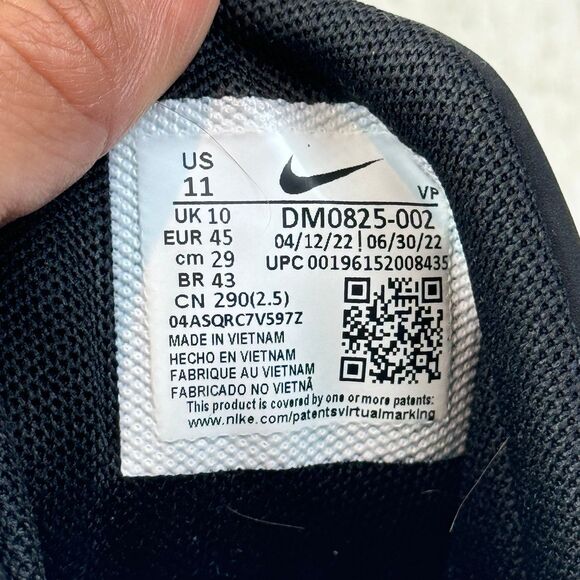 US
11
VP
UK 10
DM0825-002
EUR 45
04/12/22 | 06/30/22
cm 29
UPC 00196152008435
BR 43
CN 290(2.5)
04ASQRC7V597Z
MADE IN VIETNAM
HECHO EN VIETNAM
FABRIQUE AU VIETNAM
FABRICADO NO VIETNÃ
This product is covered by one or more patents:
www.nike.com/patentsvirtualmarking